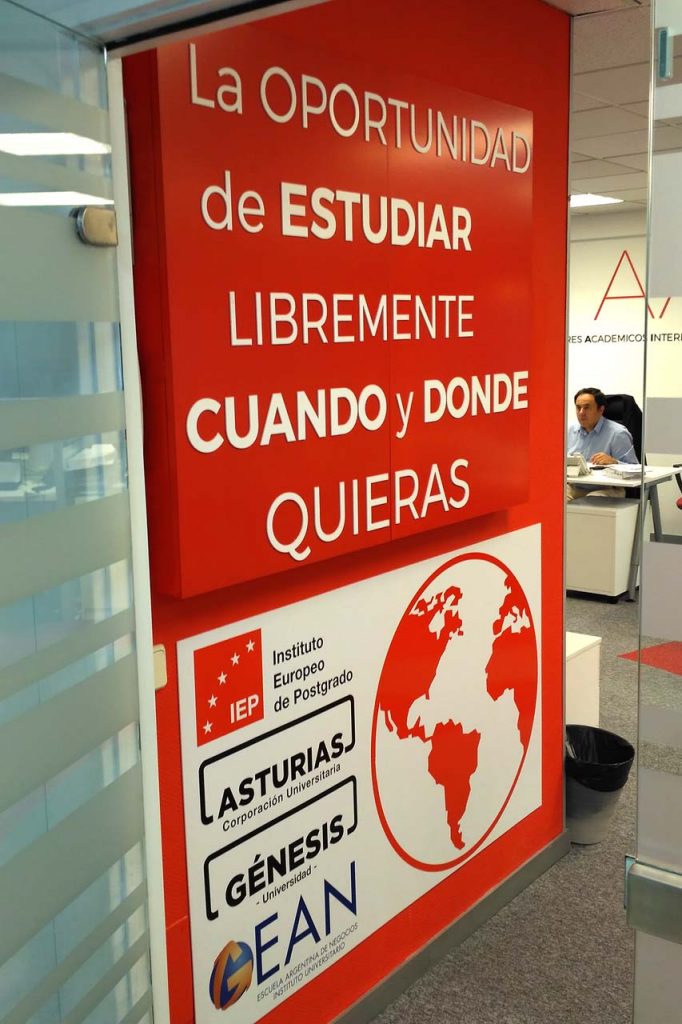 La OPORTUNIDAD
de ESTUDIAR
LIBREMENTE
CUANDO y DONDE
QUIERAS
IEP
Instituto
Europeo
de Postgrado
ASTURIAS
Corporación Universitaria
GÉNESIS
- Universidad -
EAN
ESCUELA ARGENTINA DE NEGOCIOS
INSTITUTO UNIVERSITARIO
ACADEMICOS